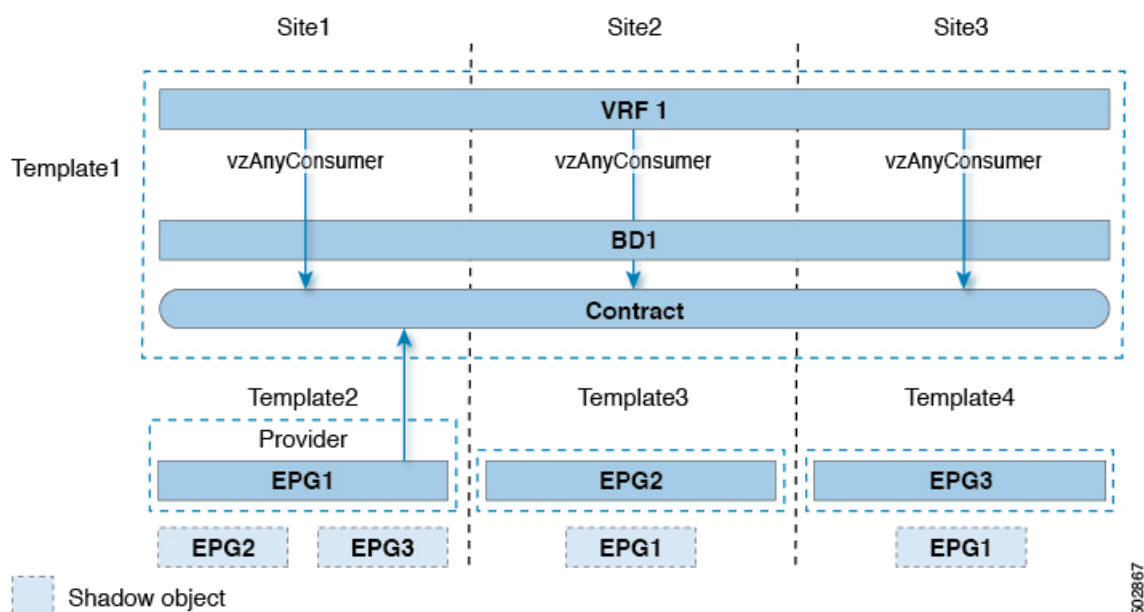 Site1
Site2
Site3
VRF 1
Template1
vzAnyConsumer
vzAnyConsumer
vzAnyConsumer
BD1
Contract
Template2
Template3
Template4
Provider
EPG1
EPG2
EPG3
EPG2
EPG3
EPG1
EPG1
Shadow object